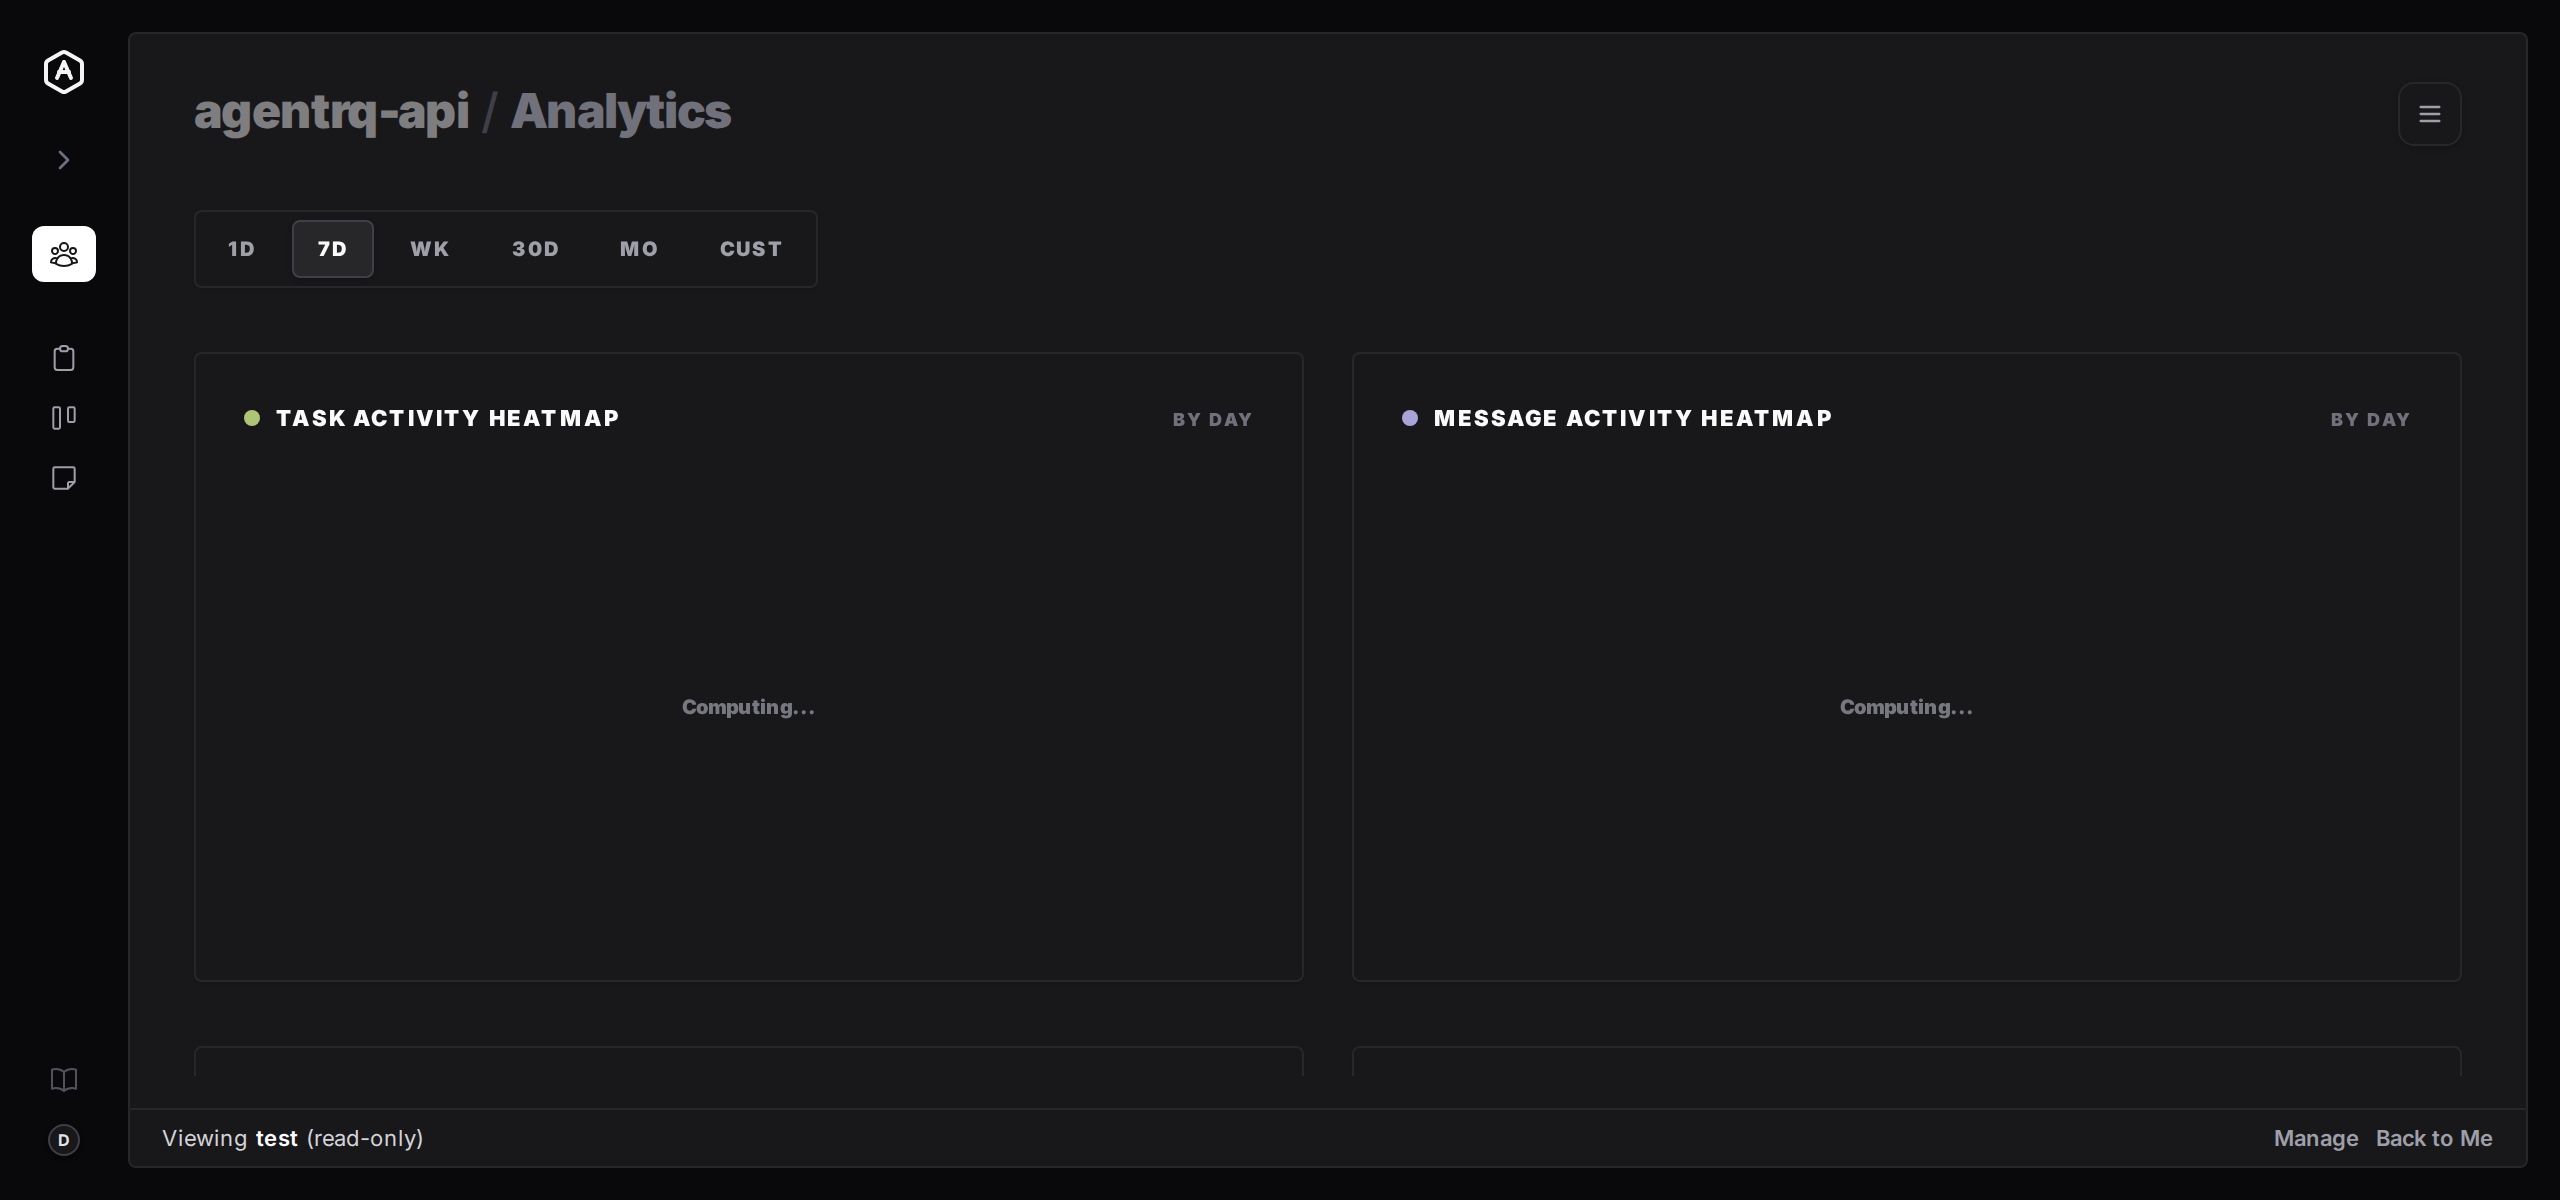 agentrq-api / Analytics
1D 7D WK 30D MO CUST
TASK ACTIVITY HEATMAP BY DAY
Computing...
MESSAGE ACTIVITY HEATMAP BY DAY
Computing...
Viewing test (read-only)
Manage Back to Me
D